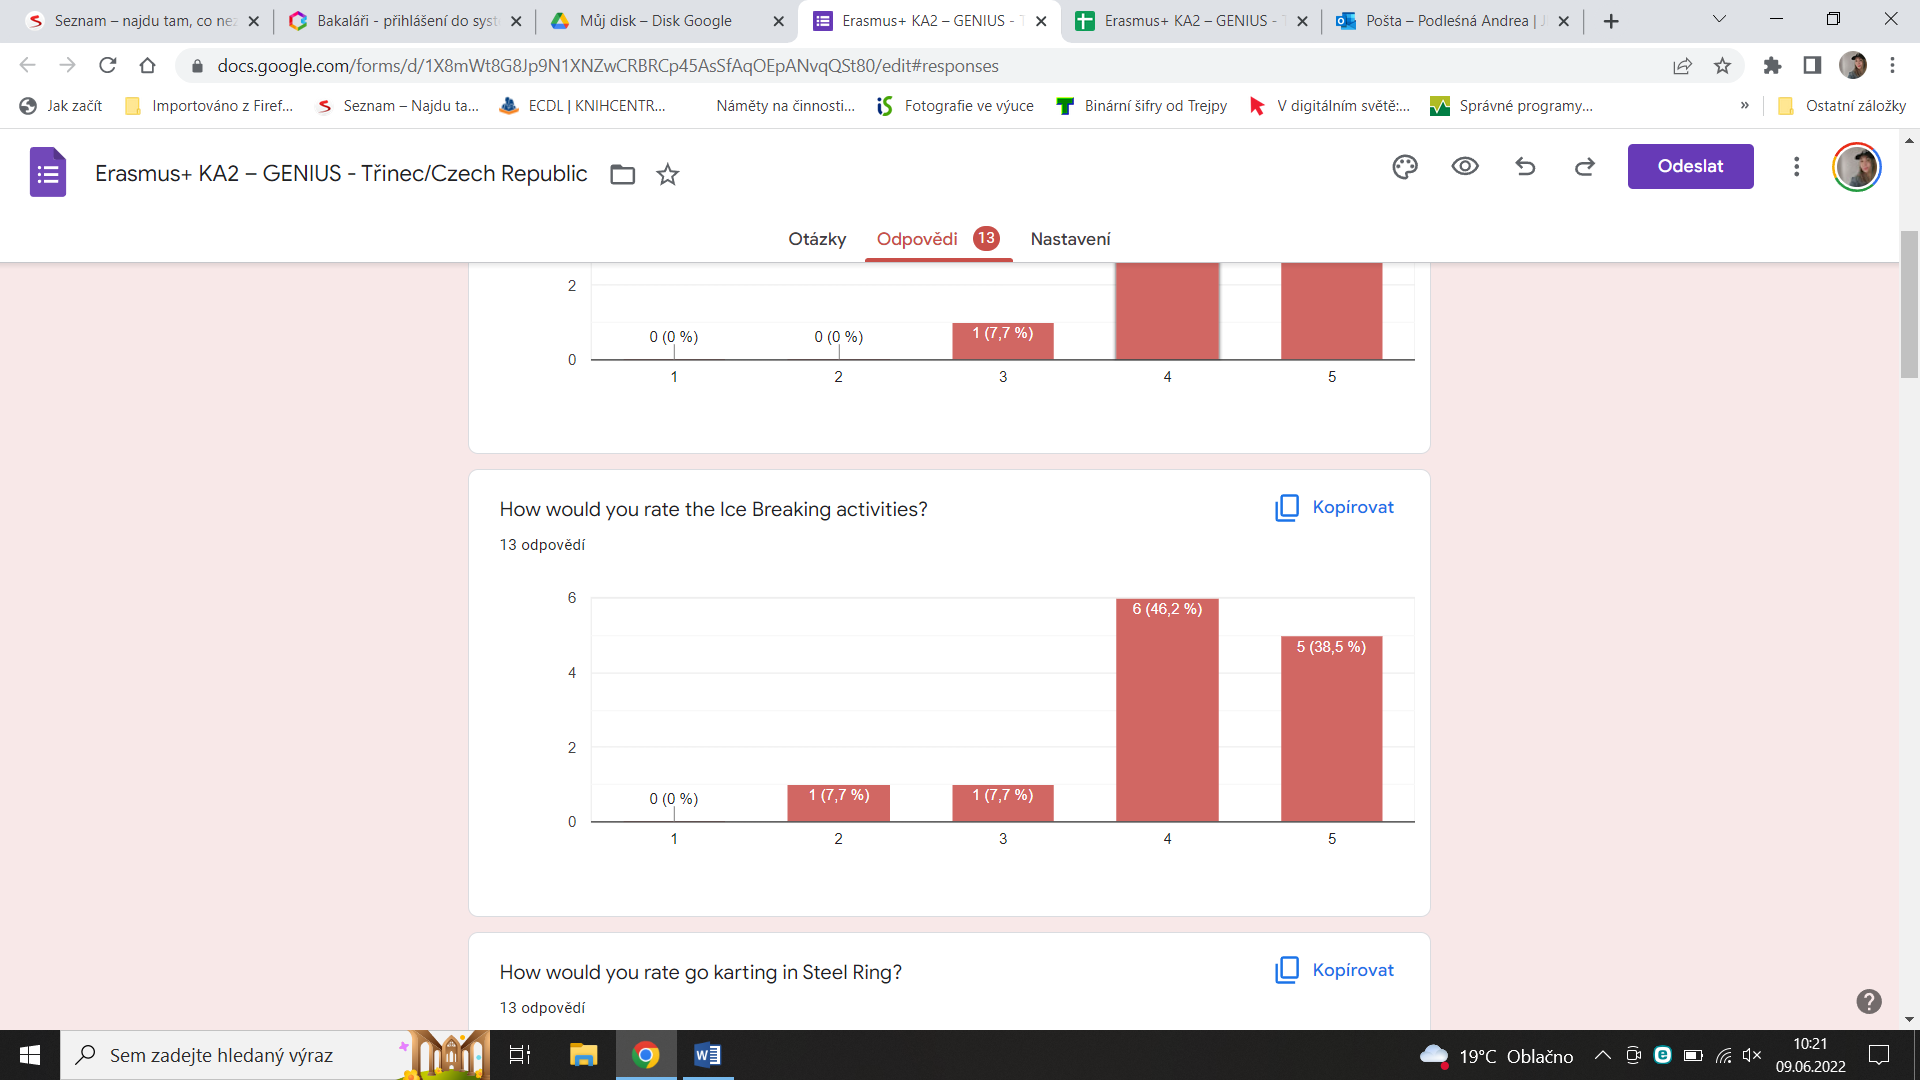 Seznam – najdu tam, co nez
Bakaláři - přihlášení do syst
Můj disk – Disk Google
Erasmus+ KA2 – GENIUS - T
Erasmus+ KA2 – GENIUS - T
Pošta – Podleśná Andrea |
docs.google.com/forms/d/1X8mWt8G8Jp9N1XNZwCRBRCp45AsSfAqOEpANvqQSt80/edit#responses
Jak začít
Importováno z Firef...
Seznam – Najdu ta...
ECDL | KNIHCENTR...
Náměty na činnosti...
Fotografie ve výuce
Binární šifry od Trejpy
V digitálním světě:...
Správné programy...
»
Ostatní záložky
Erasmus+ KA2 – GENIUS - Třinec/Czech Republic
Odeslat
Otázky
Odpovědi 13
Nastavení
2
0
0 (0 %)
0 (0 %)
1 (7,7 %)
1 2 3 4 5
How would you rate the Ice Breaking activities?
Kopírovat
13 odpovědí
6
4
2
0
0 (0 %)
1 (7,7 %)
1 (7,7 %)
6 (46,2 %)
5 (38,5 %)
1 2 3 4 5
How would you rate go karting in Steel Ring?
Kopírovat
13 odpovědí
Sem zadejte hledaný výraz
19°C Oblačno
10:21
09.06.2022